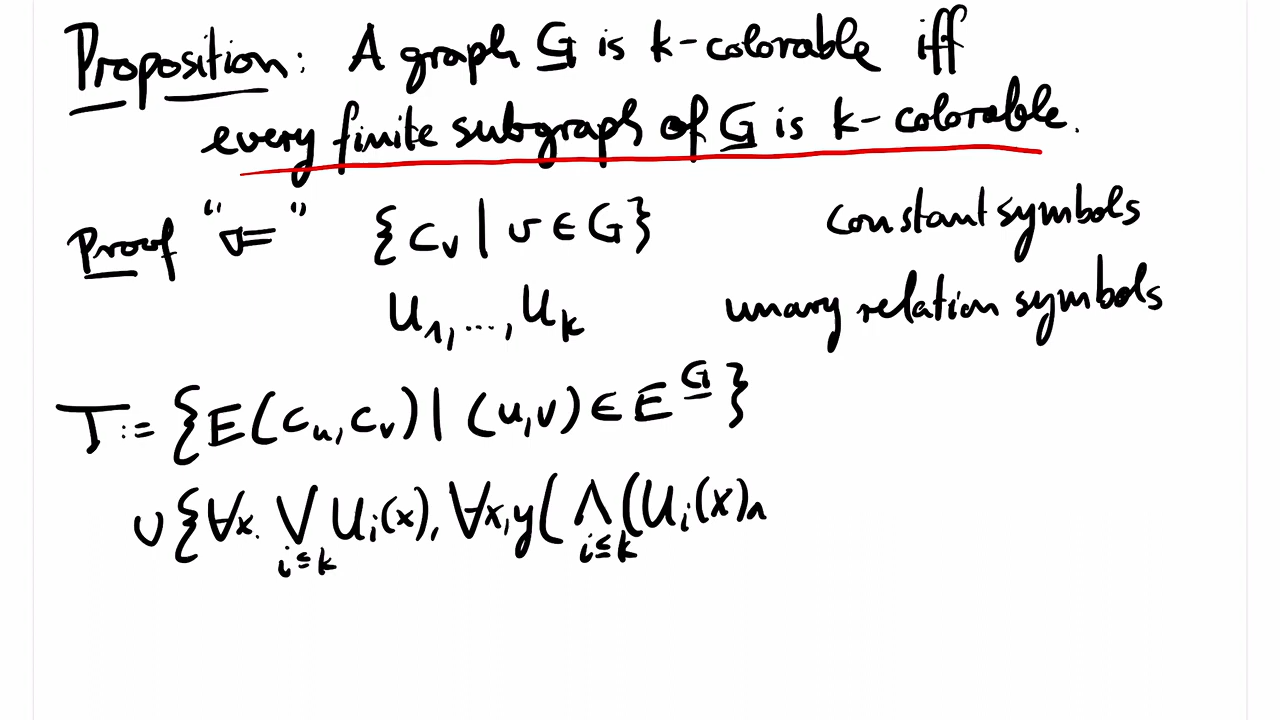 Proposition: A graph G is k-colorable iff
every finite subgraph of G is k-colorable.
Proof "⇐" {c_v | v ∈ G} constant symbols
U_1, ..., U_k unary relation symbols
T := {E(c_u, c_v) | (u,v) ∈ E^G}
∪ {∀x. ⋁_{i≤k} U_i(x), ∀x,y( ⋀_{i≤k} (U_i(x) ∧